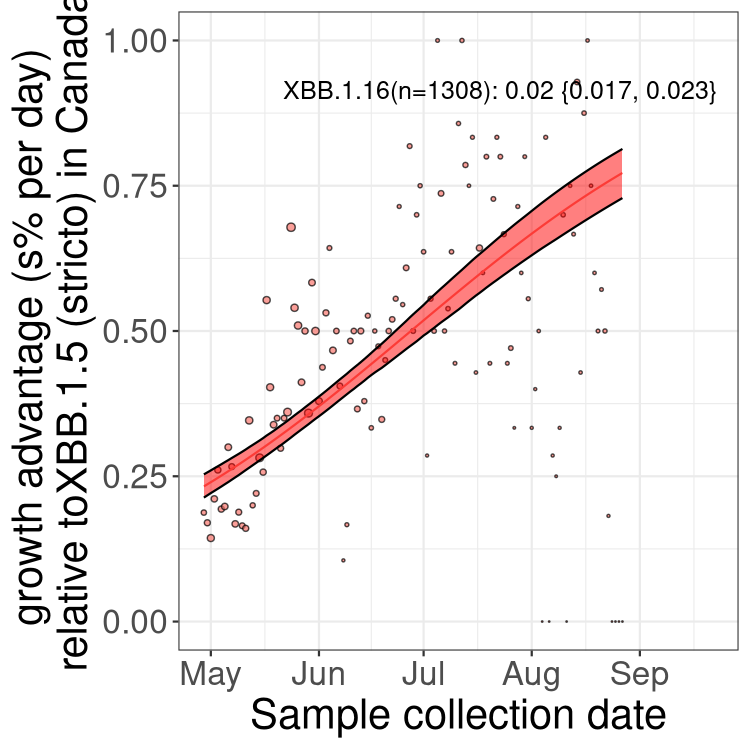 growth advantage (s% per day)
relative toXBB.1.5 (stricto) in Canada
1.00
0.75
0.50
0.25
0.00
XBB.1.16(n=1308): 0.02 {0.017, 0.023}
May Jun Jul Aug Sep
Sample collection date